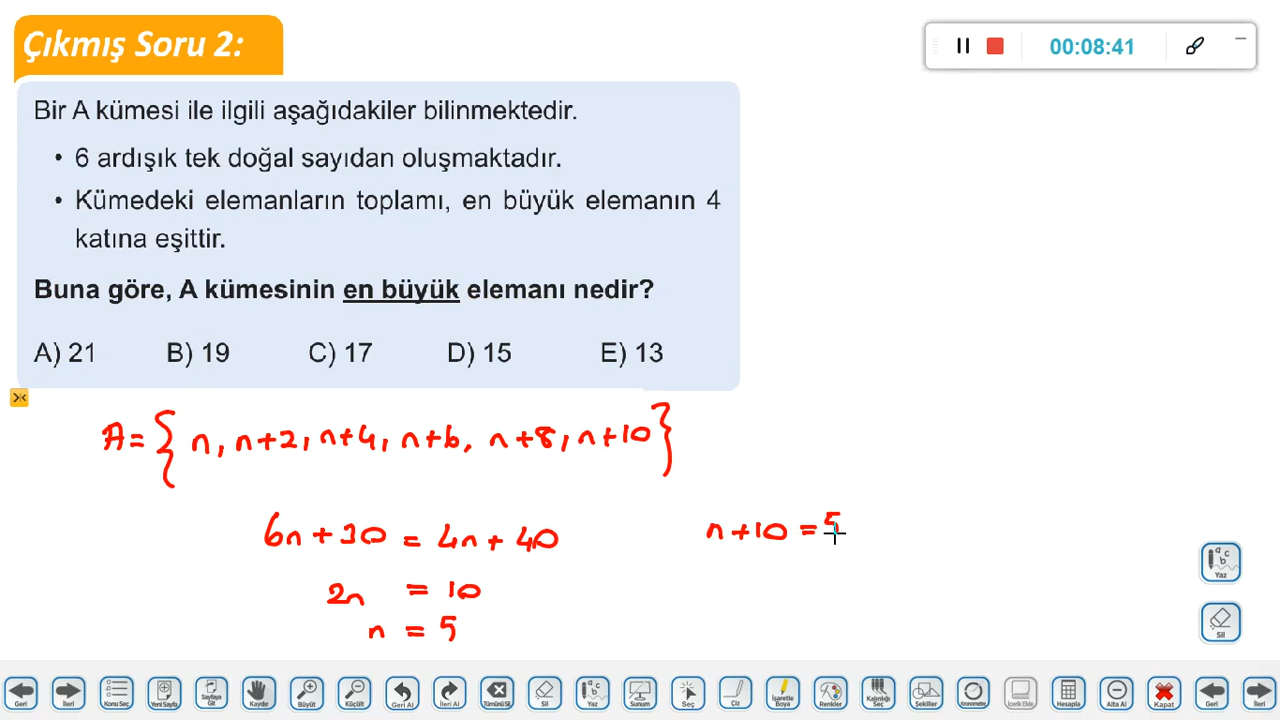 Çıkmış Soru 2:
00:08:41
Bir A kümesi ile ilgili aşağıdakiler bilinmektedir.
• 6 ardışık tek doğal sayıdan oluşmaktadır.
• Kümedeki elemanların toplamı, en büyük elemanın 4
katına eşittir.
Buna göre, A kümesinin en büyük elemanı nedir?
A) 21 B) 19 C) 17 D) 15 E) 13
A = { n, n+2, n+4, n+6, n+8, n+10 }
6n + 30 = 4n + 40
n + 10 = 5
2n = 10
n = 5
Yaz
Sil
Geri İleri Konu Seç Yeni Sayfa Sayfaya Git Kaydır Büyüt Küçült Geri Al İleri Al Tümünü Sil Sil Yaz Sunum Seç Çiz İşaretle Boya Renkler Kalınlığı Seç Şekiller Kronometre İçerik Ekle Hesapla Alta Al Kapat Geri İleri